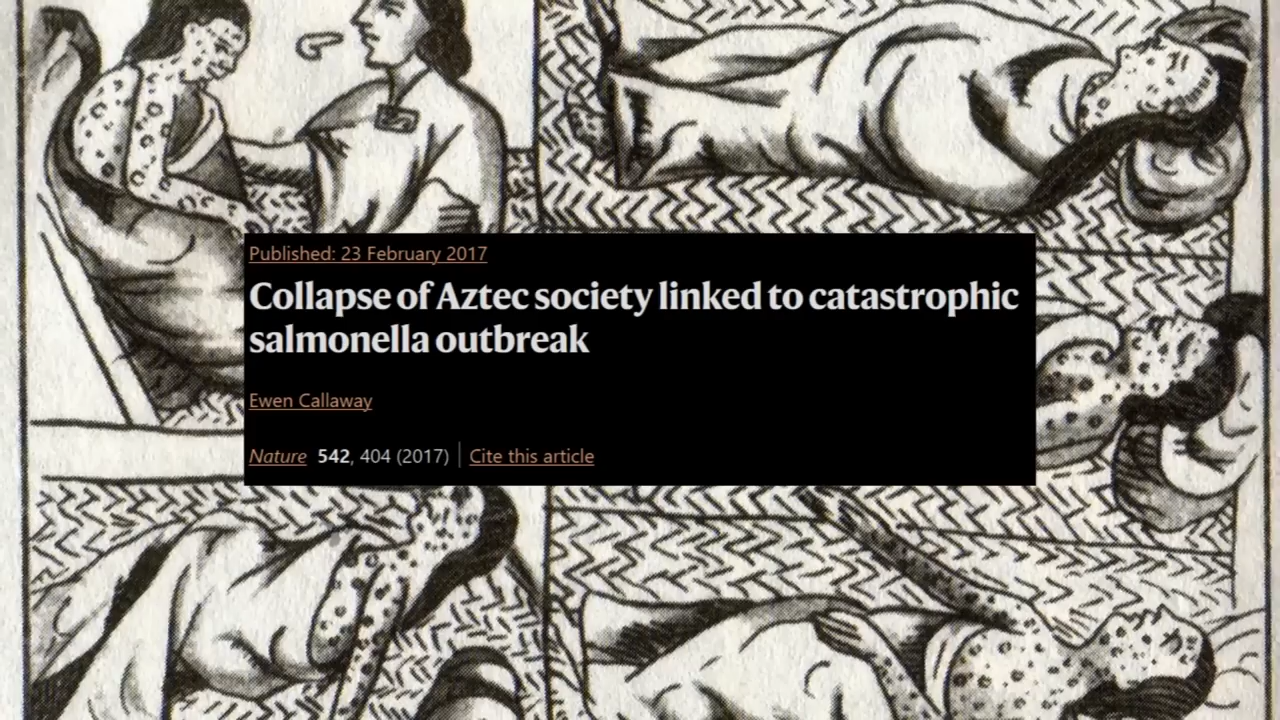 Published: 23 February 2017
Collapse of Aztec society linked to catastrophic
salmonella outbreak
Ewen Callaway
Nature 542, 404 (2017) | Cite this article